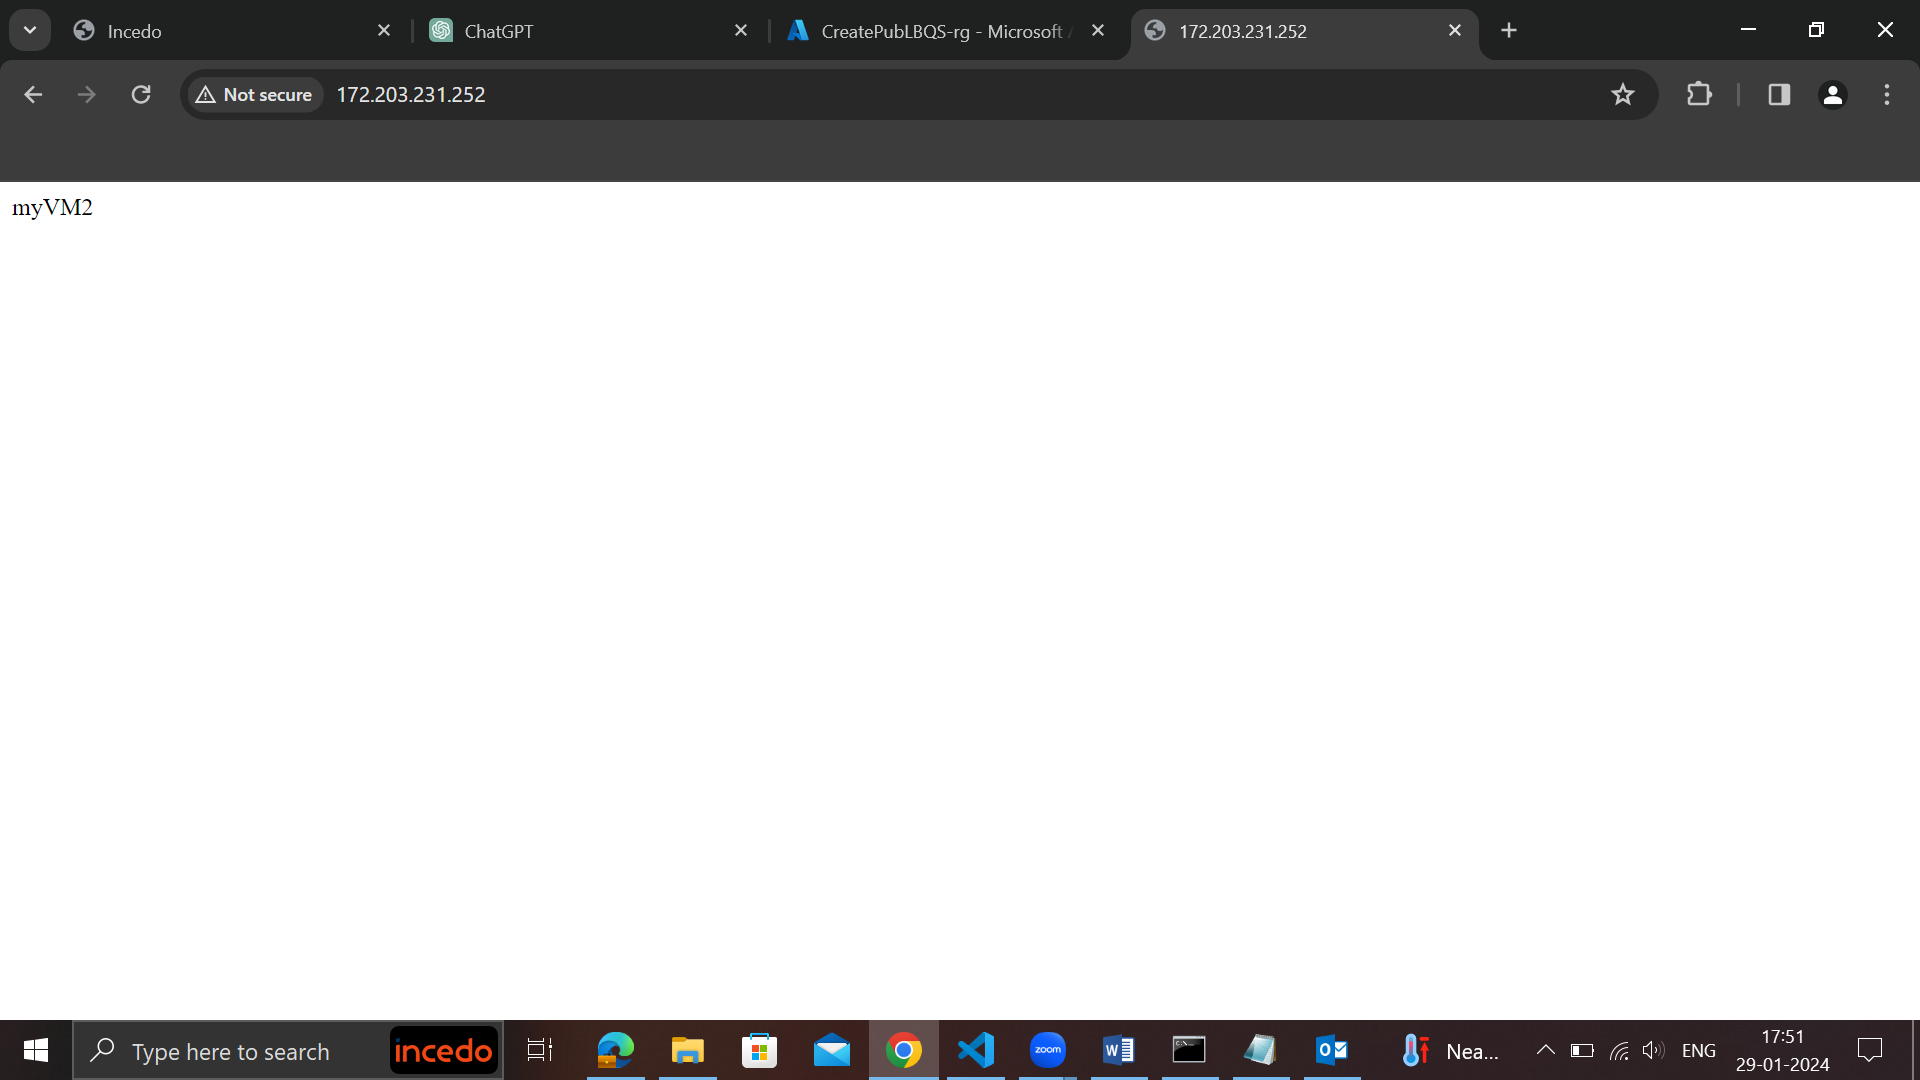 Incedo
ChatGPT
CreatePubLBQS-rg - Microsoft
172.203.231.252
Not secure
172.203.231.252
myVM2
Type here to search
incedo
zoom
Nea...
ENG
17:51
29-01-2024